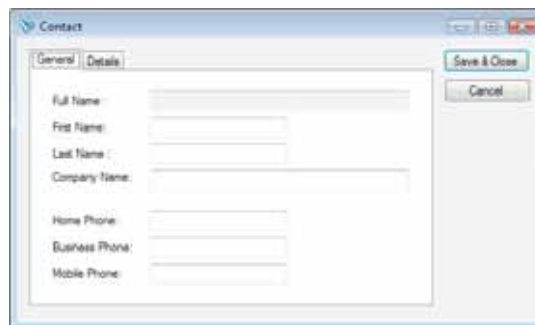 Contact
General Details
Save & Close
Cancel
Full Name:
First Name:
Last Name :
Company Name:
Home Phone:
Business Phone:
Mobile Phone: